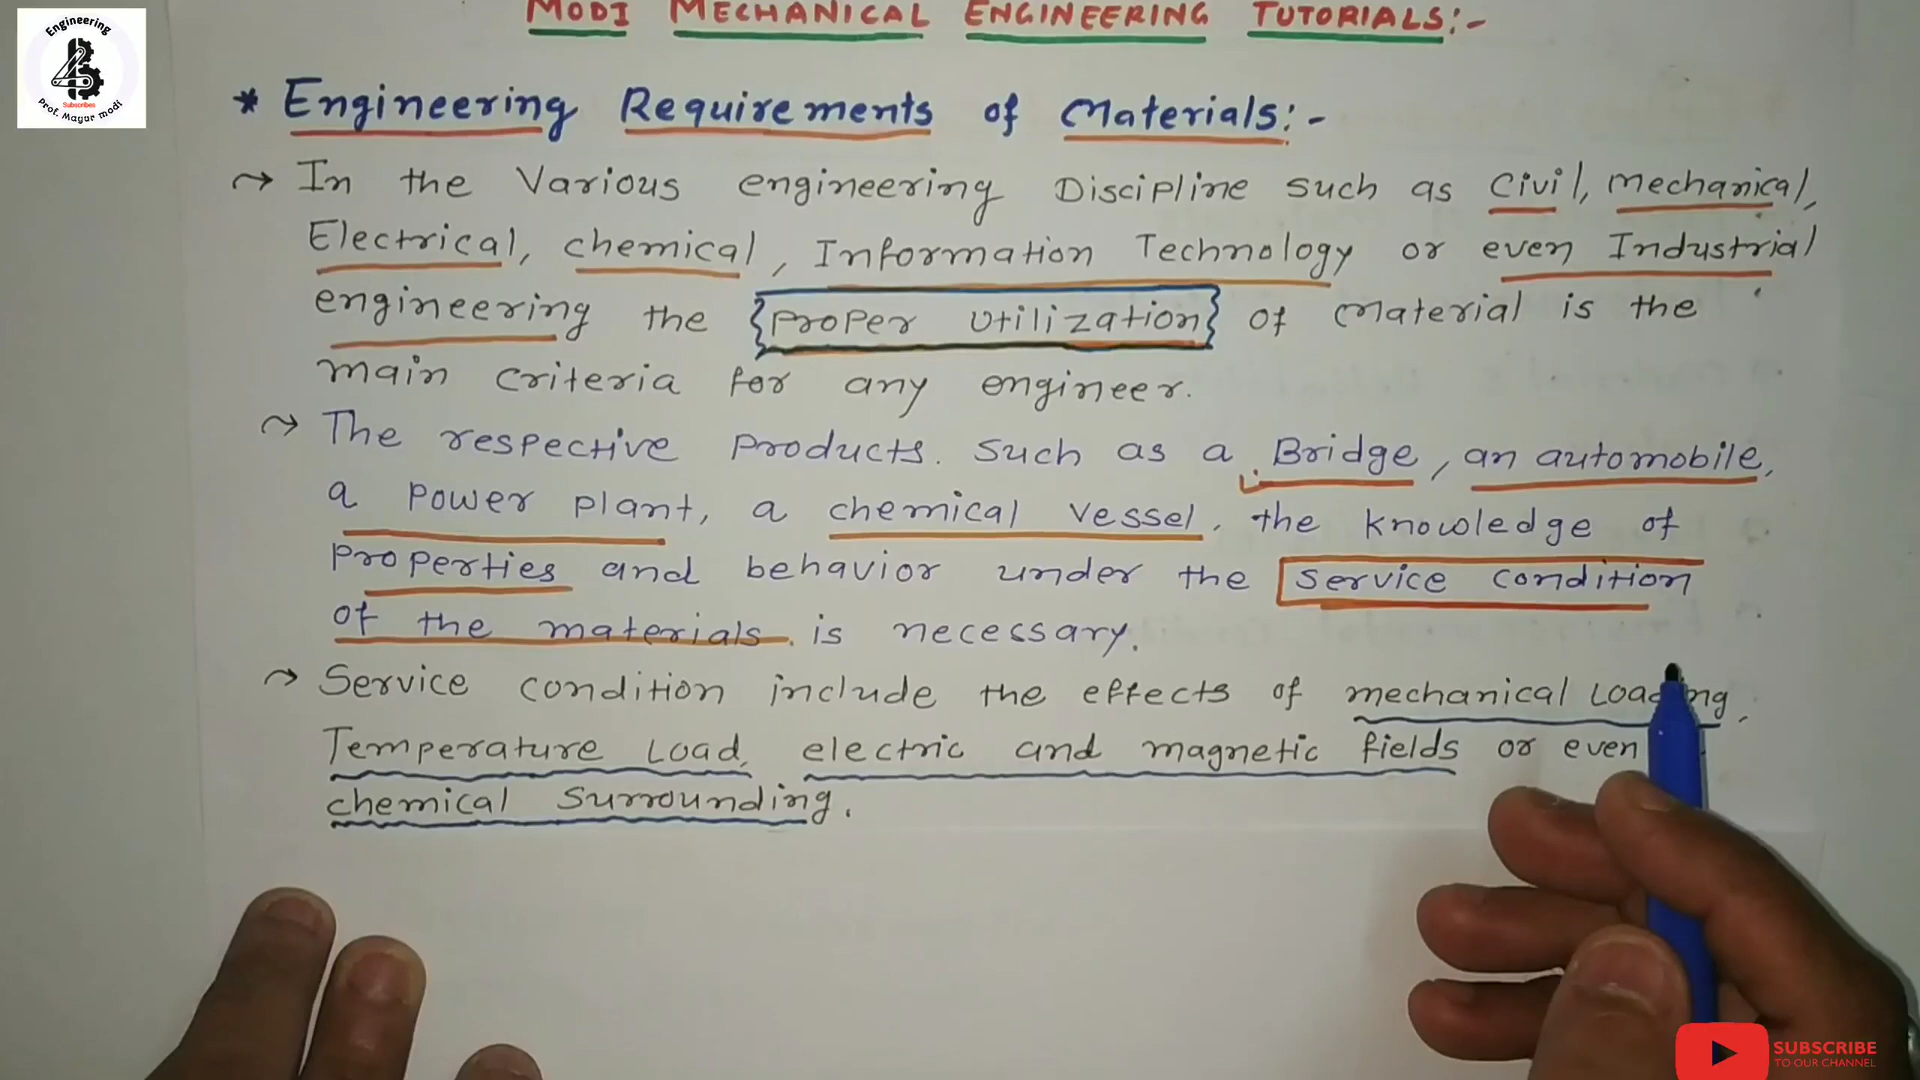 Engineering
Subscribes
Prof. Mayur modi
MODI MECHANICAL ENGINEERING TUTORIALS:-
* Engineering Requirements of Materials:-
→ In the Various engineering Discipline such as Civil, Mechanical,
Electrical, chemical, Information Technology or even Industrial
engineering the {Proper Utilization} of Material is the
main criteria for any engineer.
→ The respective Products. Such as a Bridge, an automobile,
a Power plant, a chemical vessel. the knowledge of
Properties and behavior under the service condition
of the materials. is necessary.
→ Service condition include the effects of mechanical Loading,
Temperature Load, electric and magnetic fields or even
chemical Surrounding.
SUBSCRIBE
TO OUR CHANNEL